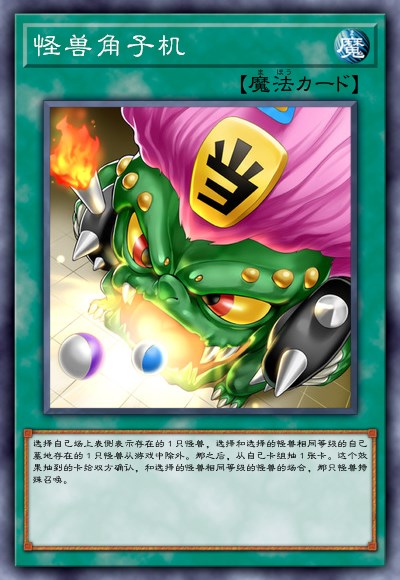 怪兽角子机
魔
【魔法カード】
ま ほう
当
选择自己场上表侧表示存在的1只怪兽，选择和选择的怪兽相同等级的自己
墓地存在的1只怪兽从游戏中除外。那之后，从自己卡组抽1张卡。这个效
果抽到的卡给双方确认，和选择的怪兽相同等级的怪兽的场合，那只怪兽特
殊召唤。